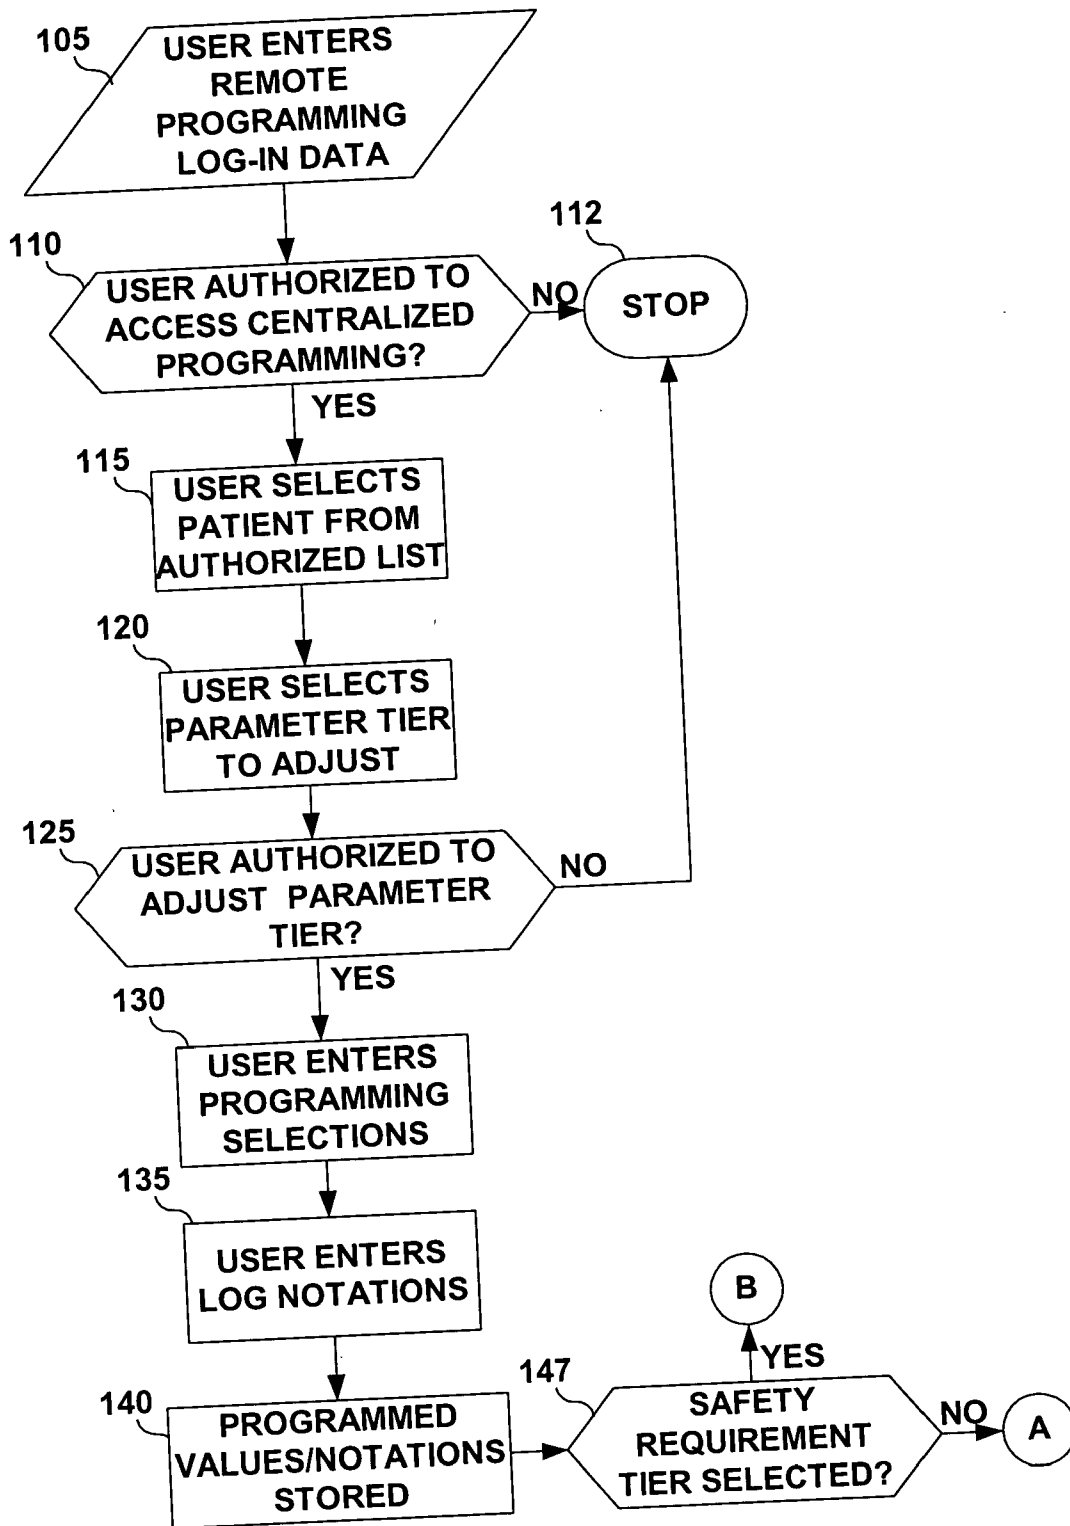 105
USER ENTERS
REMOTE
PROGRAMMING
LOG-IN DATA
110
USER AUTHORIZED TO
ACCESS CENTRALIZED
PROGRAMMING?
NO
112
STOP
YES
115
USER SELECTS
PATIENT FROM
AUTHORIZED LIST
120
USER SELECTS
PARAMETER TIER
TO ADJUST
125
USER AUTHORIZED TO
ADJUST PARAMETER
TIER?
NO
YES
130
USER ENTERS
PROGRAMMING
SELECTIONS
135
USER ENTERS
LOG NOTATIONS
140
PROGRAMMED
VALUES/NOTATIONS
STORED
147
SAFETY
REQUIREMENT
TIER SELECTED?
YES
B
NO
A